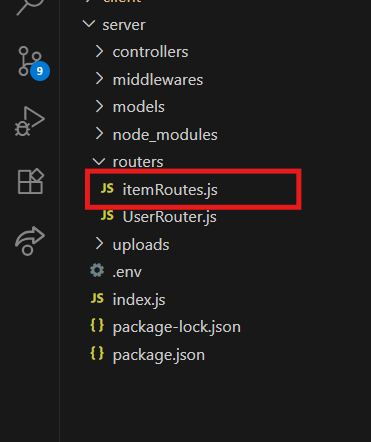 client
server
controllers
middlewares
models
node_modules
routers
JS itemRoutes.js
JS UserRouter.js
uploads
.env
JS index.js
{} package-lock.json
{} package.json
9